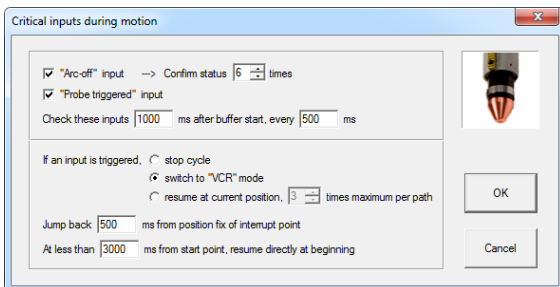 Critical inputs during motion
"Arc-off" input ---> Confirm status 6 times
"Probe triggered" input
Check these inputs 1000 ms after buffer start, every 500 ms
If an input is triggered, stop cycle
switch to "VCR" mode
resume at current position, 3 times maximum per path
OK
Jump back 500 ms from position fix of interrupt point
At less than 3000 ms from start point, resume directly at beginning
Cancel